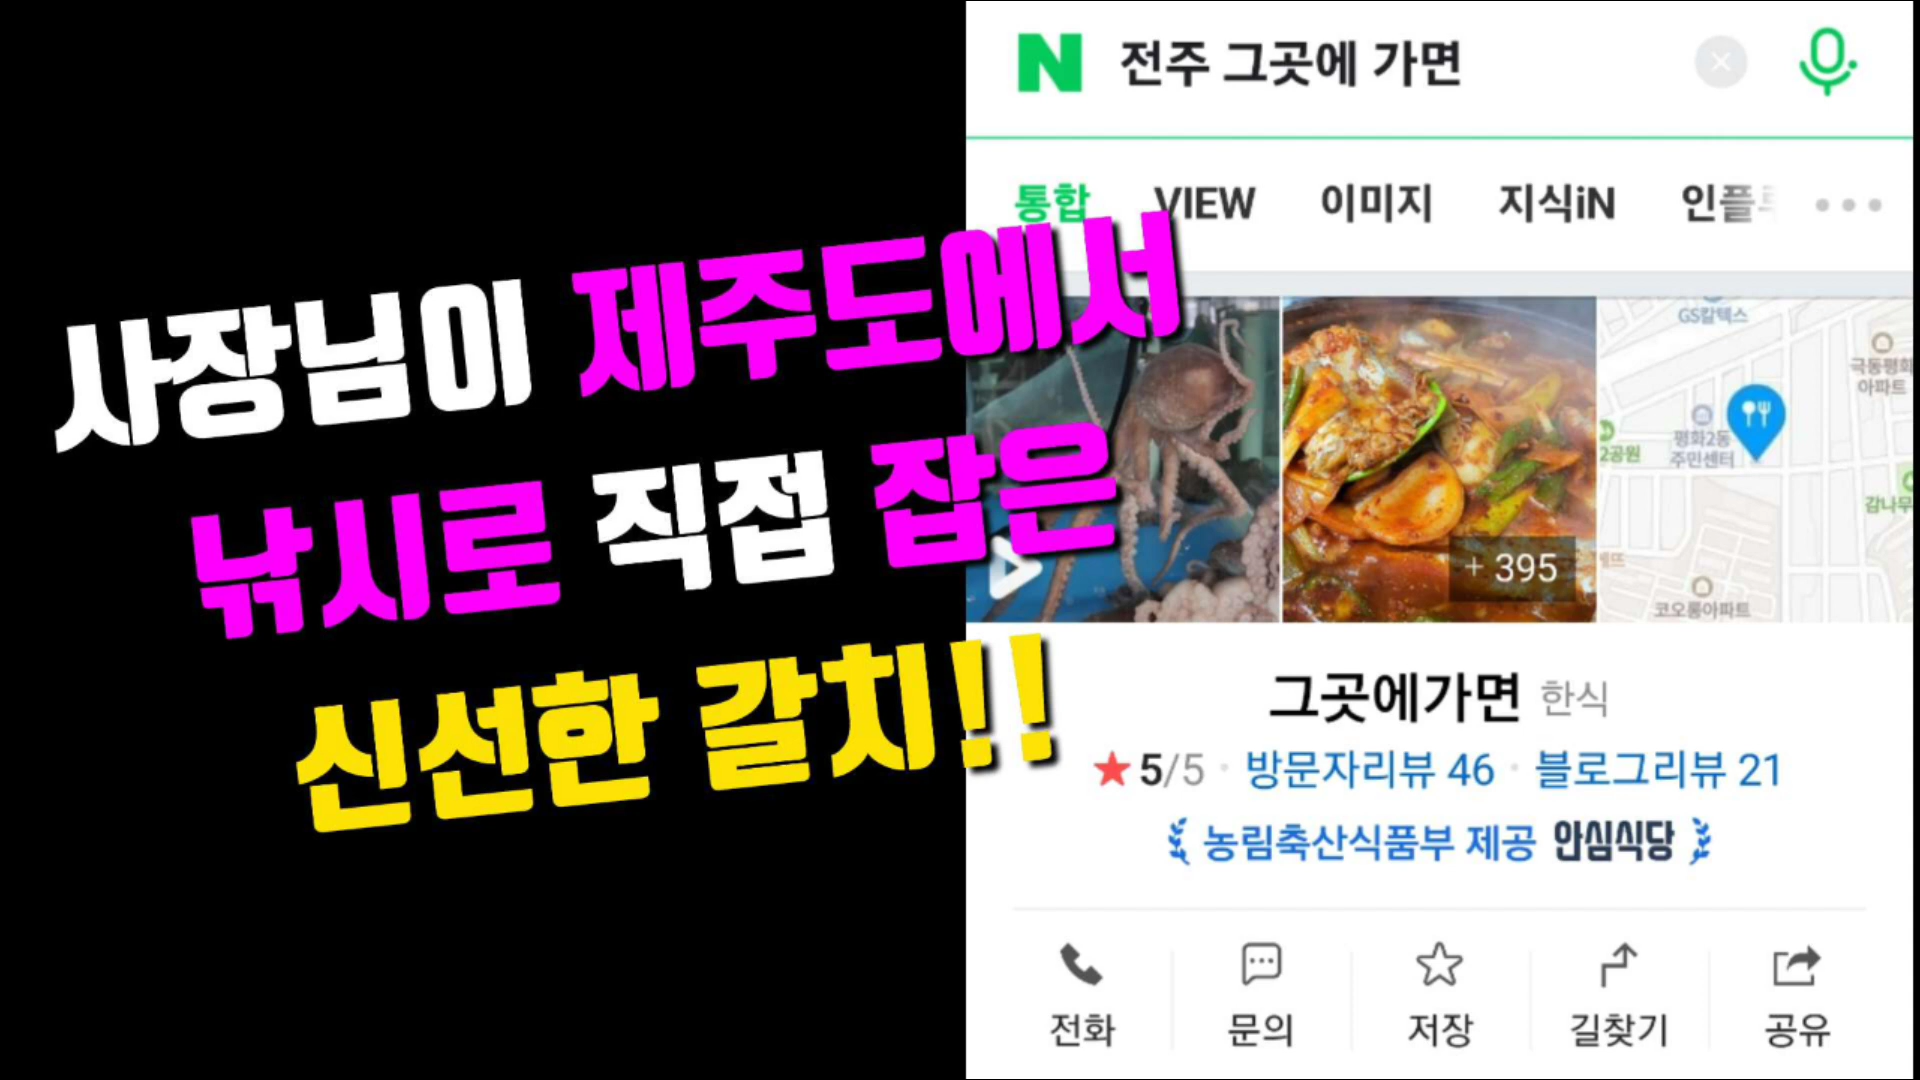 사장님이 제주도에서
낚시로 직접 잡은
신선한 갈치!!
N 전주 그곳에 가면
통합 VIEW 이미지 지식iN 인플
GS칼텍스
극동평화
아파트
평화2동
주민센터
2공원
감나무
코오롱아파트
+ 395
그곳에가면 한식
5/5 · 방문자리뷰 46 · 블로그리뷰 21
농림축산식품부 제공 안심식당
전화 문의 저장 길찾기 공유